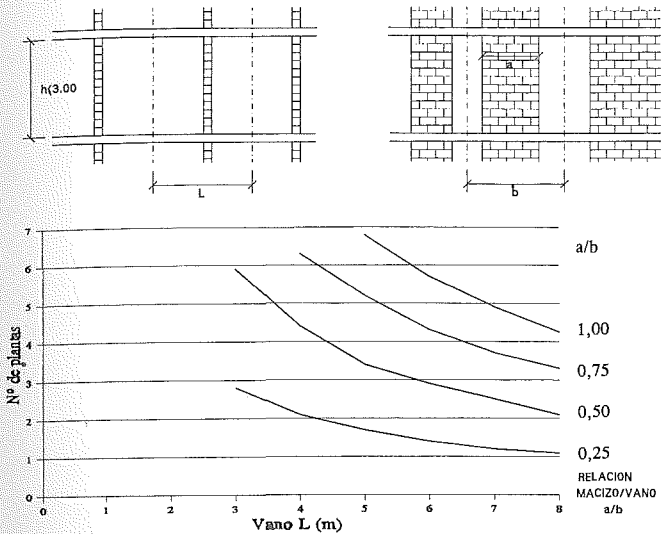 h(3.00
a
L
b
7
6
5
4
3
2
1
0
Nº de plantas
0 1 2 3 4 5 6 7 8
Vano L (m)
a/b
1,00
0,75
0,50
0,25
RELACION
MACIZO/VANO
a/b